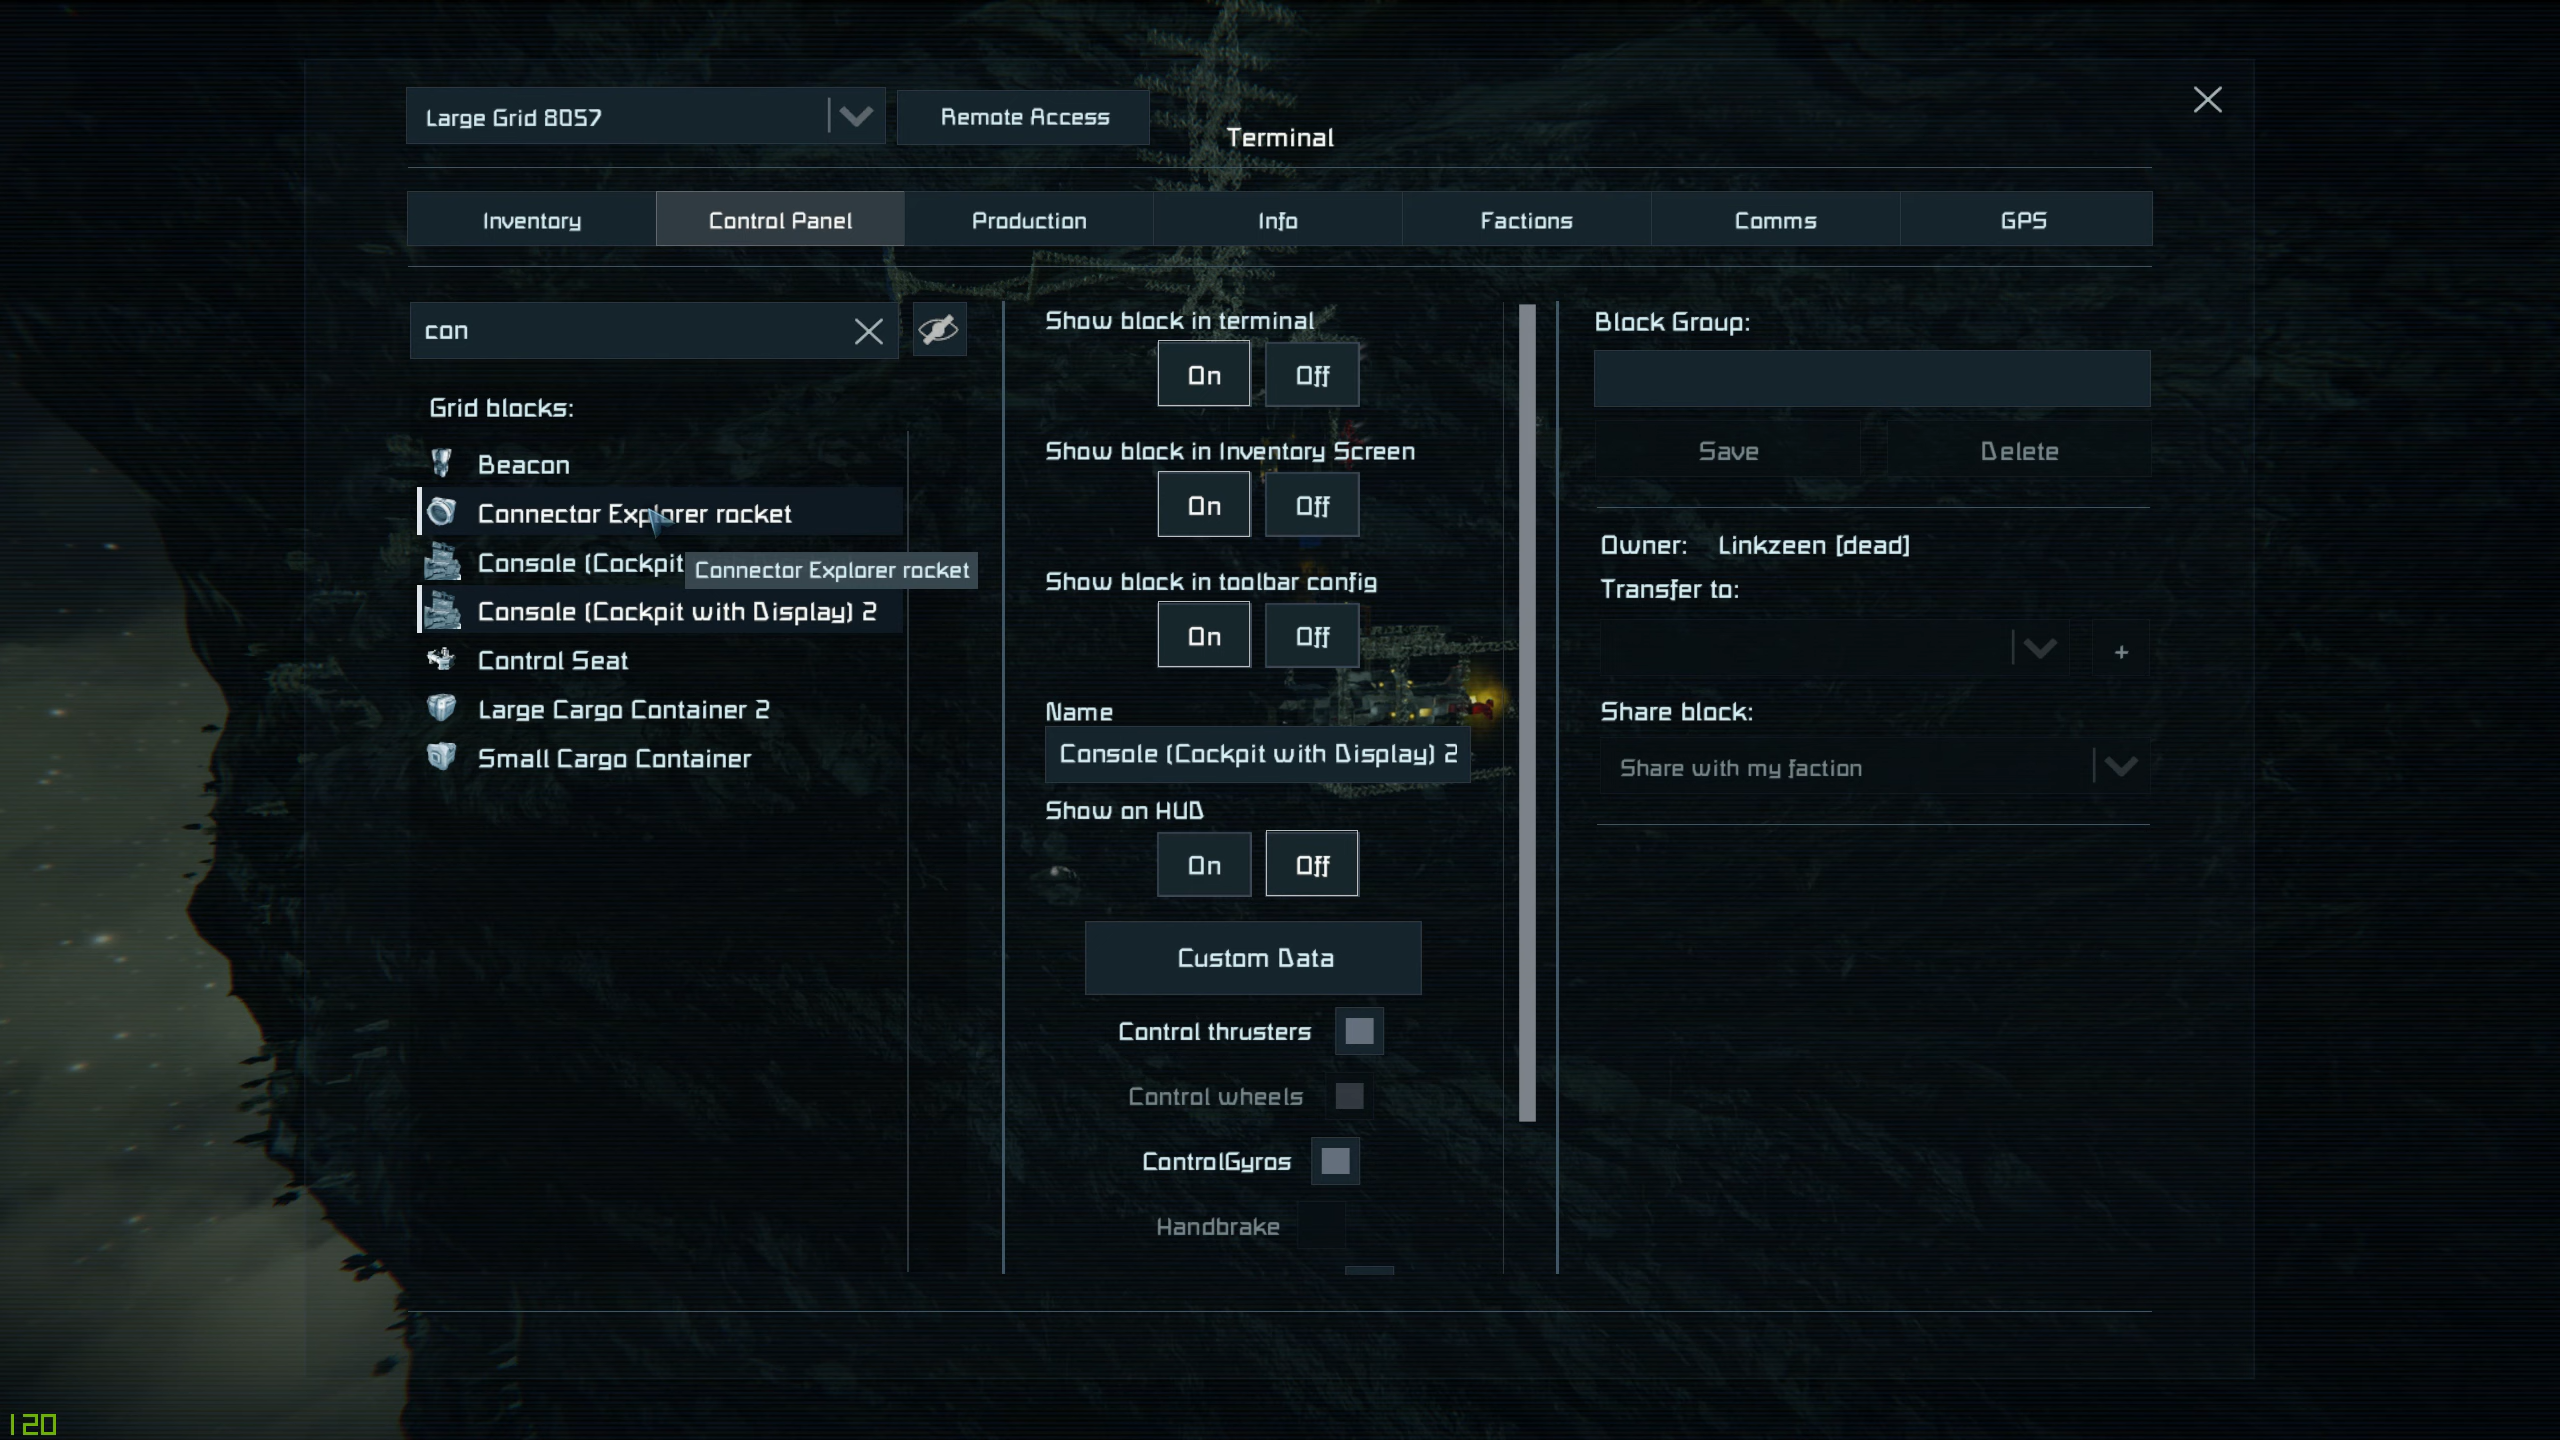 Large Grid 8057
Remote Access
Terminal
Inventory
Control Panel
Production
Info
Factions
Comms
GPS
con
Grid blocks:
Beacon
Connector Explorer rocket
Console (Cockpit
Connector Explorer rocket
Console (Cockpit with Display) 2
Control Seat
Large Cargo Container 2
Small Cargo Container
Show block in terminal
On Off
Show block in Inventory Screen
On Off
Show block in toolbar config
On Off
Name
Console (Cockpit with Display) 2
Show on HUD
On Off
Custom Data
Control thrusters
Control wheels
ControlGyros
Handbrake
Block Group:
Save
Delete
Owner: Linkzeen [dead]
Transfer to:
+
Share block:
Share with my faction
120